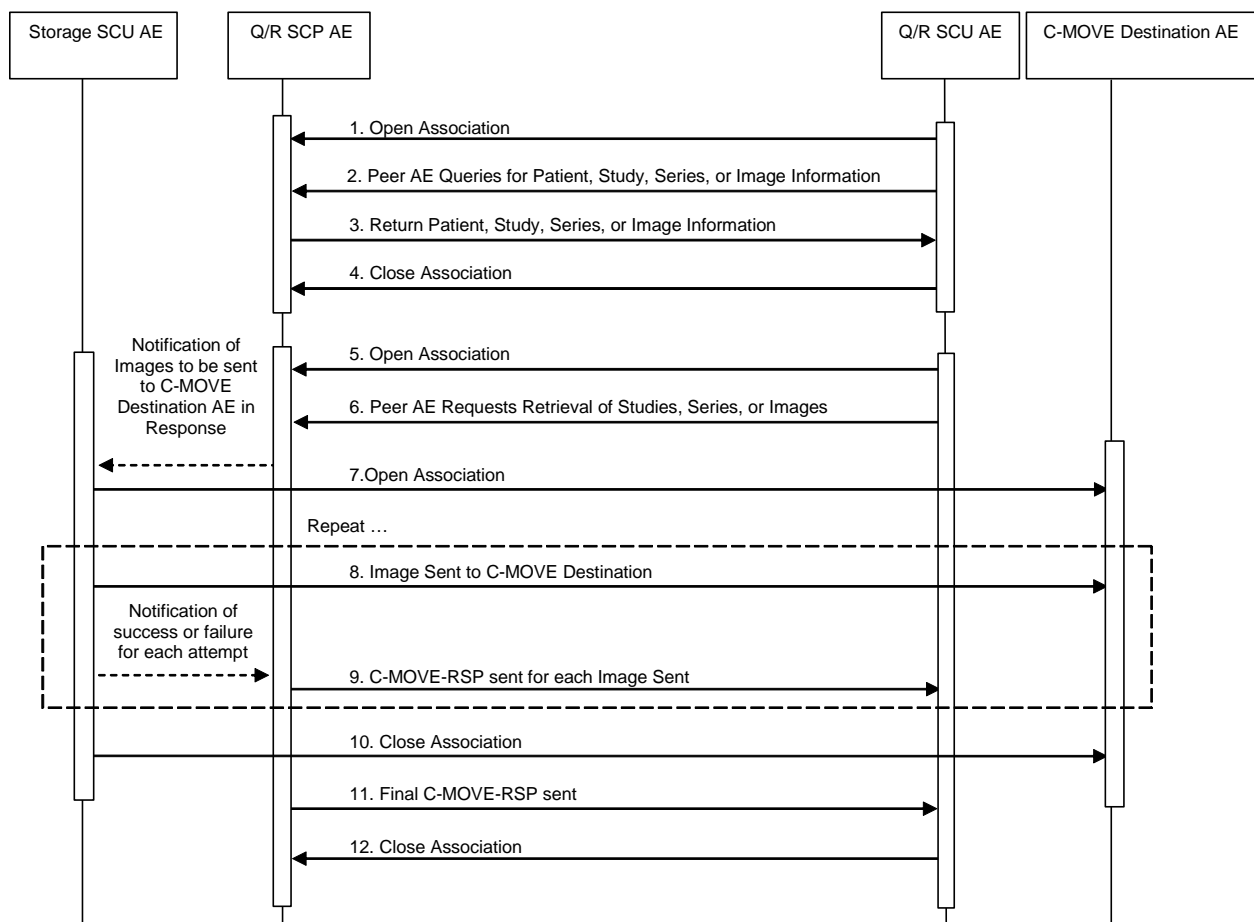 Storage SCU AE
Q/R SCP AE
Q/R SCU AE
C-MOVE Destination AE
1. Open Association
2. Peer AE Queries for Patient, Study, Series, or Image Information
3. Return Patient, Study, Series, or Image Information
4. Close Association
Notification of
Images to be sent
to C-MOVE
Destination AE in
Response
5. Open Association
6. Peer AE Requests Retrieval of Studies, Series, or Images
7.Open Association
Repeat …
8. Image Sent to C-MOVE Destination
Notification of
success or failure
for each attempt
9. C-MOVE-RSP sent for each Image Sent
10. Close Association
11. Final C-MOVE-RSP sent
12. Close Association